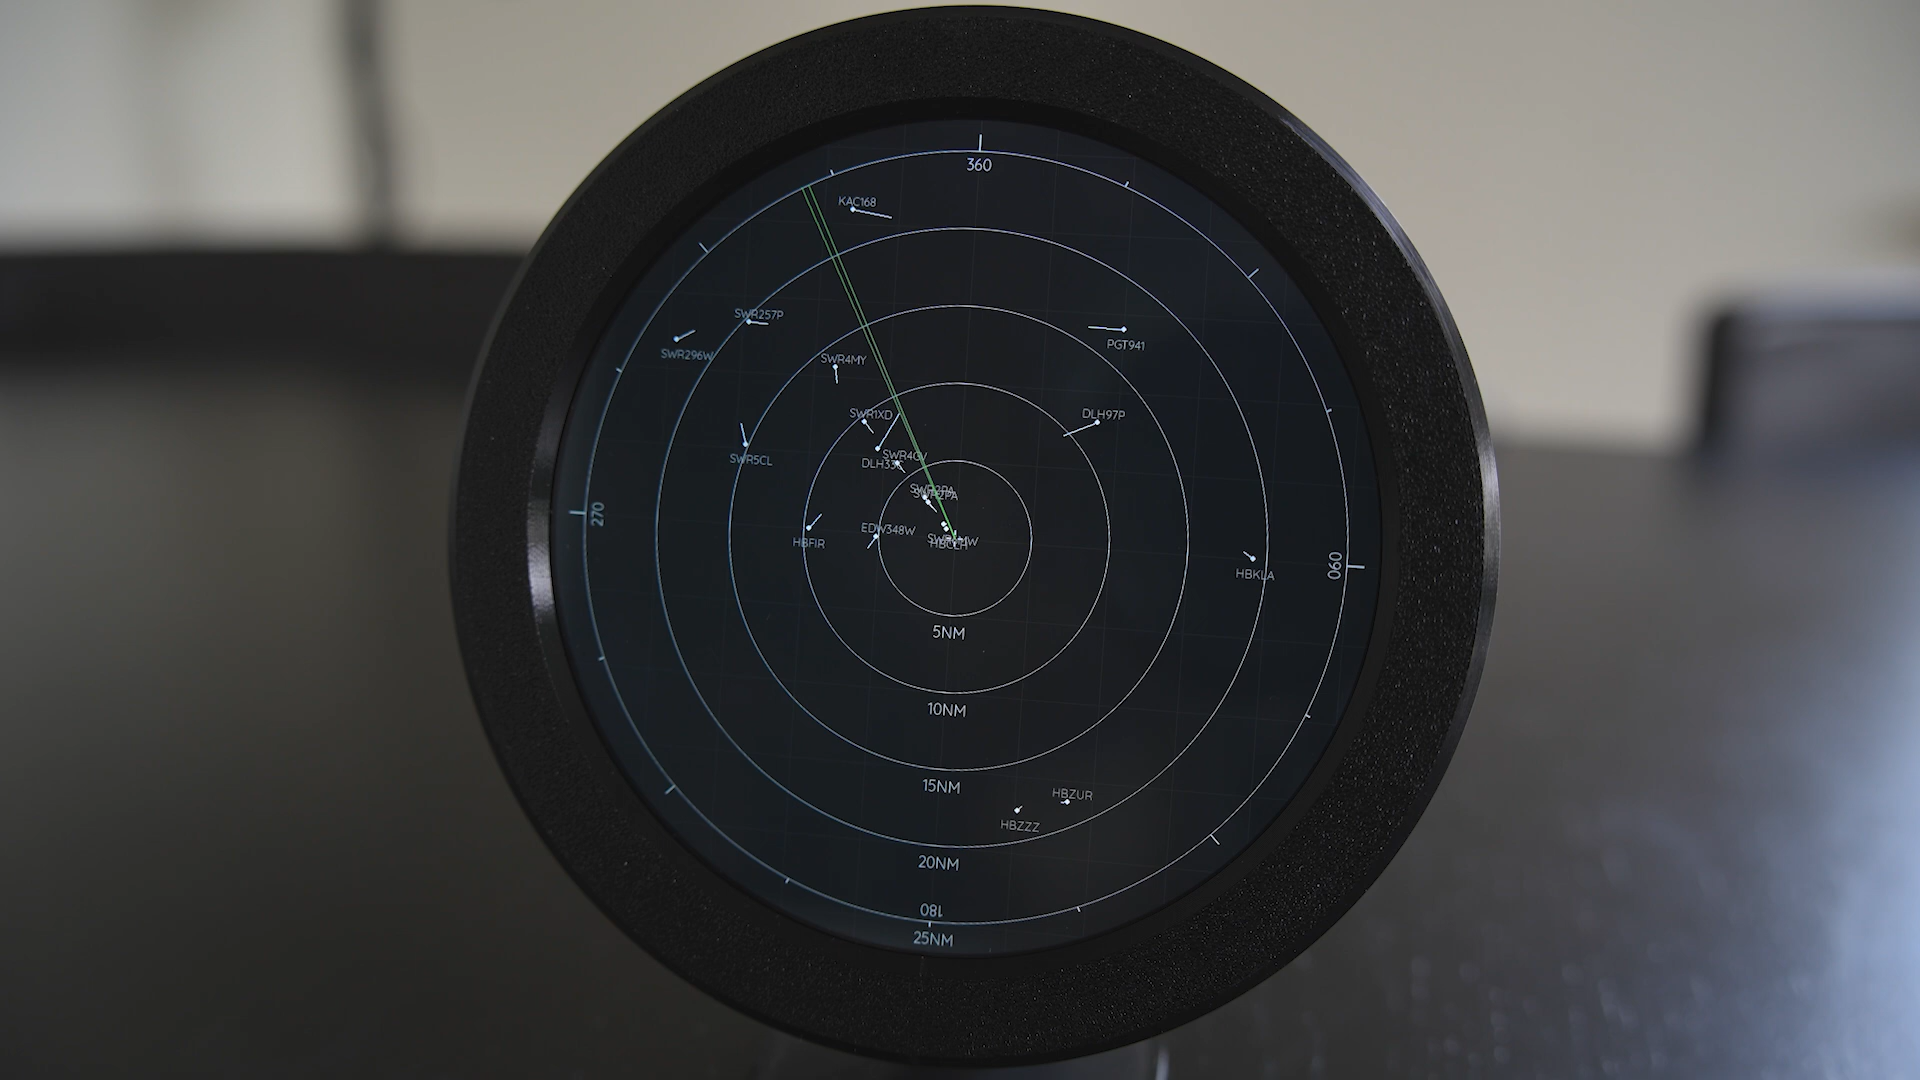 360
KAC168
SWR257P
SWR296W
PGT941
SWR4MY
SWR1XD
DLH97P
SWR5CL
SWR4GV
SWR2PA
EDW348W
HBFIR
HBKLA
060
270
5NM
10NM
15NM
HBZUR
HBZZZ
20NM
180
25NM